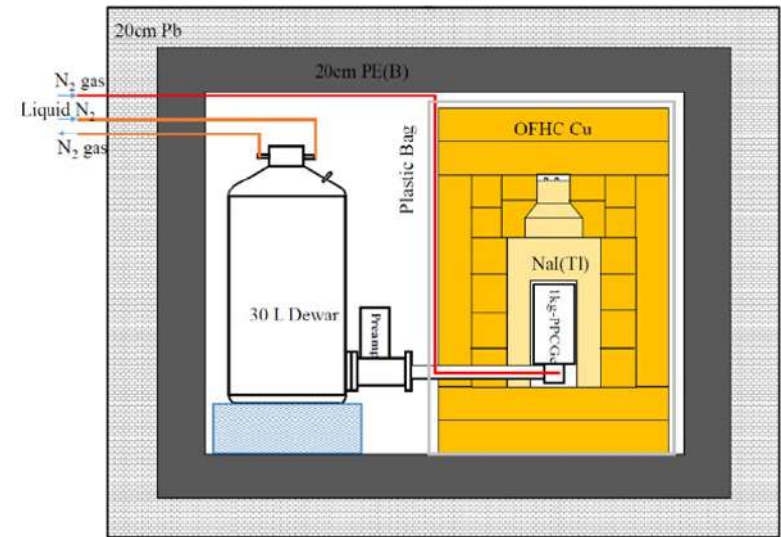 20cm Pb
20cm PE(B)
N₂ gas
Liquid N₂
N₂ gas
OFHC Cu
Plastic Bag
NaI(Tl)
1kg-PPCGe
30 L Dewar
Preamp